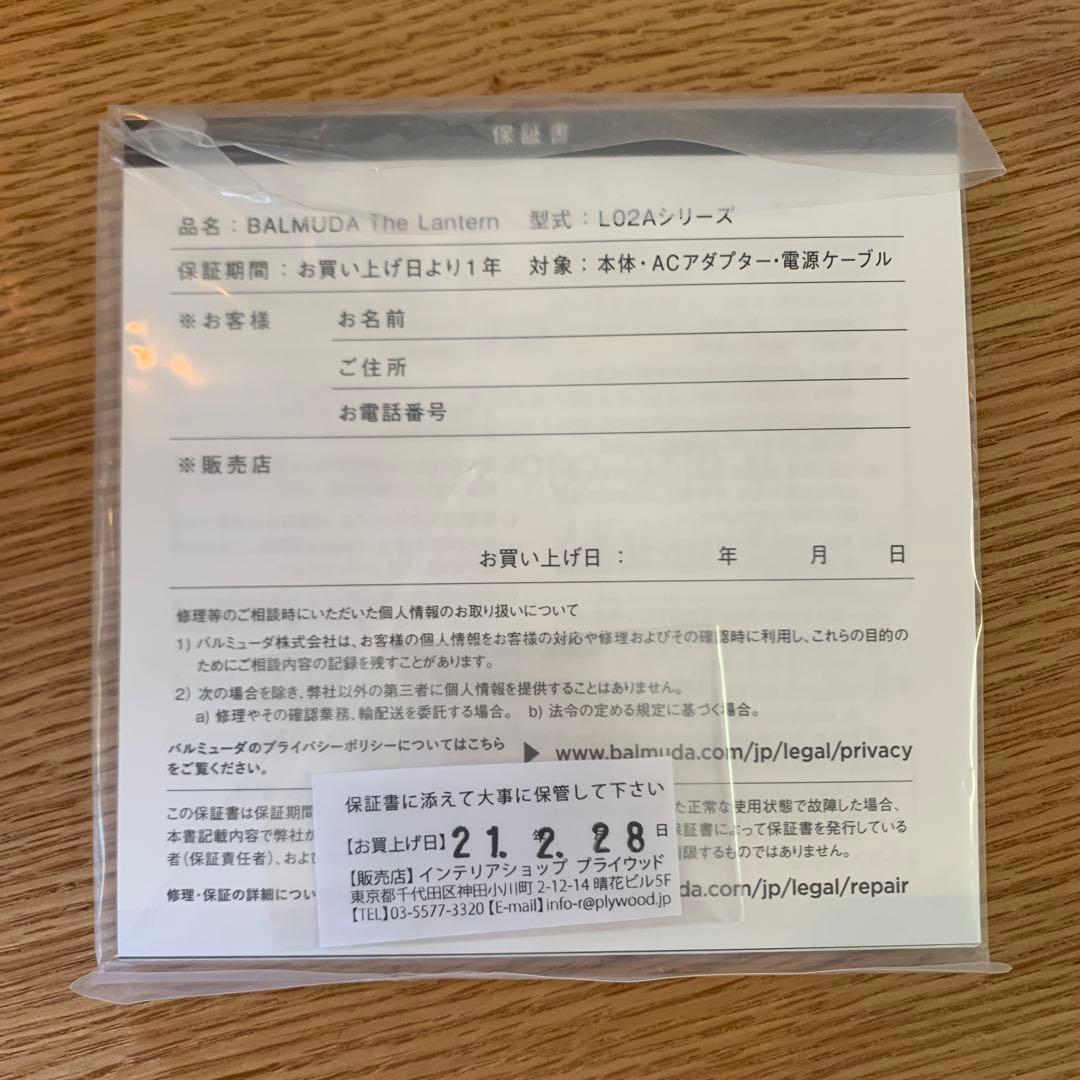 保証書
品名：BALMUDA The Lantern 型式：L02Aシリーズ
保証期間：お買い上げ日より1年 対象：本体・ACアダプター・電源ケーブル
※お客様 お名前
ご住所
お電話番号
※販売店
お買い上げ日： 年 月 日
修理等のご相談時にいただいた個人情報のお取り扱いについて
1) バルミューダ株式会社は、お客様の個人情報をお客様の対応や修理およびその確認時に利用し、これらの目的の
ためにご相談内容の記録を残すことがあります。
2) 次の場合を除き、弊社以外の第三者に個人情報を提供することはありません。
a) 修理やその確認業務、輸配送を委託する場合。 b) 法令の定める規定に基づく場合。
バルミューダのプライバシーポリシーについてはこちら
をご覧ください。 ▶ www.balmuda.com/jp/legal/privacy
この保証書は保証期間 た正常な使用状態で故障した場合、
本書記載内容で弊社が 保証書によって保証書を発行している
者(保証責任者)、およ 限するものではありません。
修理・保証の詳細につい uda.com/jp/legal/repair
保証書に添えて大事に保管して下さい
【お買上げ日】21.年2.月28日
【販売店】インテリアショップ プライウッド
東京都千代田区神田小川町 2-12-14 晴花ビル5F
【TEL】03-5577-3320【E-mail】info-r@plywood.jp